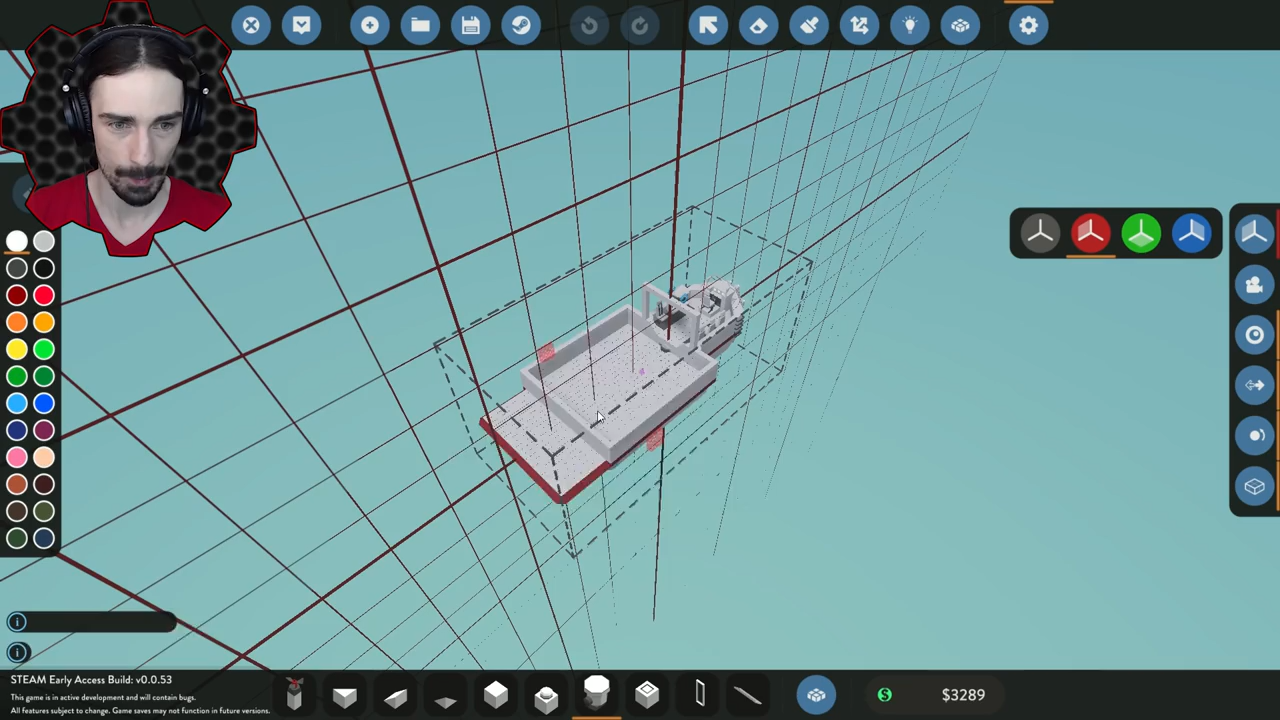 STEAM Early Access Build: v0.0.53
This game is in active development and will contain bugs.
All features subject to change. Game saves may not function in future versions.
$
$3289